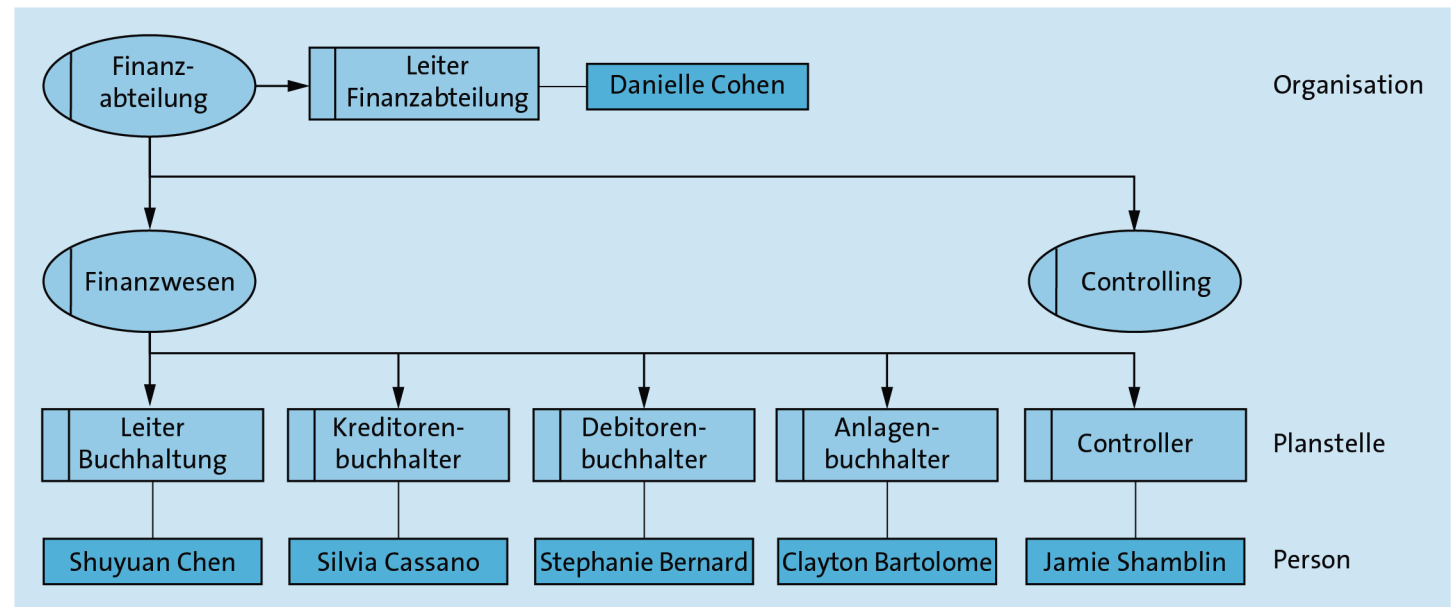 Finanz-
abteilung
Leiter
Finanzabteilung
Danielle Cohen
Organisation
Finanzwesen
Controlling
Leiter
Buchhaltung
Kreditoren-
buchhalter
Debitoren-
buchhalter
Anlagen-
buchhalter
Controller
Planstelle
Shuyuan Chen
Silvia Cassano
Stephanie Bernard
Clayton Bartolome
Jamie Shamblin
Person